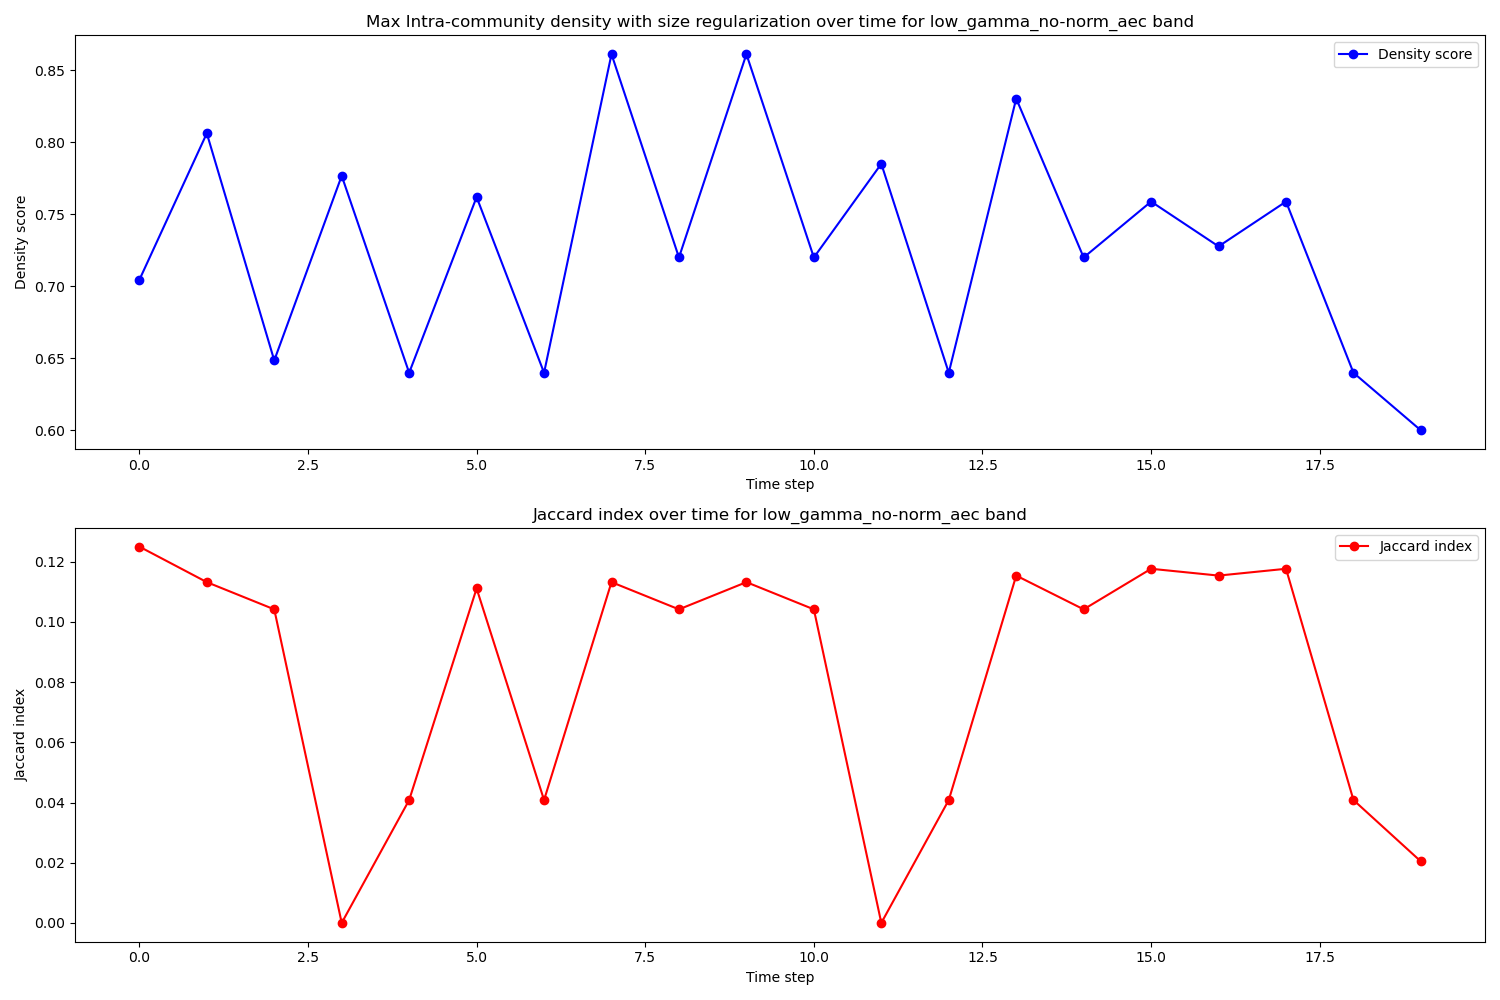 Max Intra-community density with size regularization over time for low_gamma_no-norm_aec band
Density score
0.85
0.80
0.75
0.70
0.65
0.60
Density score
0.0 2.5 5.0 7.5 10.0 12.5 15.0 17.5
Time step
Jaccard index over time for low_gamma_no-norm_aec band
Jaccard index
0.12
0.10
0.08
0.06
0.04
0.02
0.00
Jaccard index
0.0 2.5 5.0 7.5 10.0 12.5 15.0 17.5
Time step